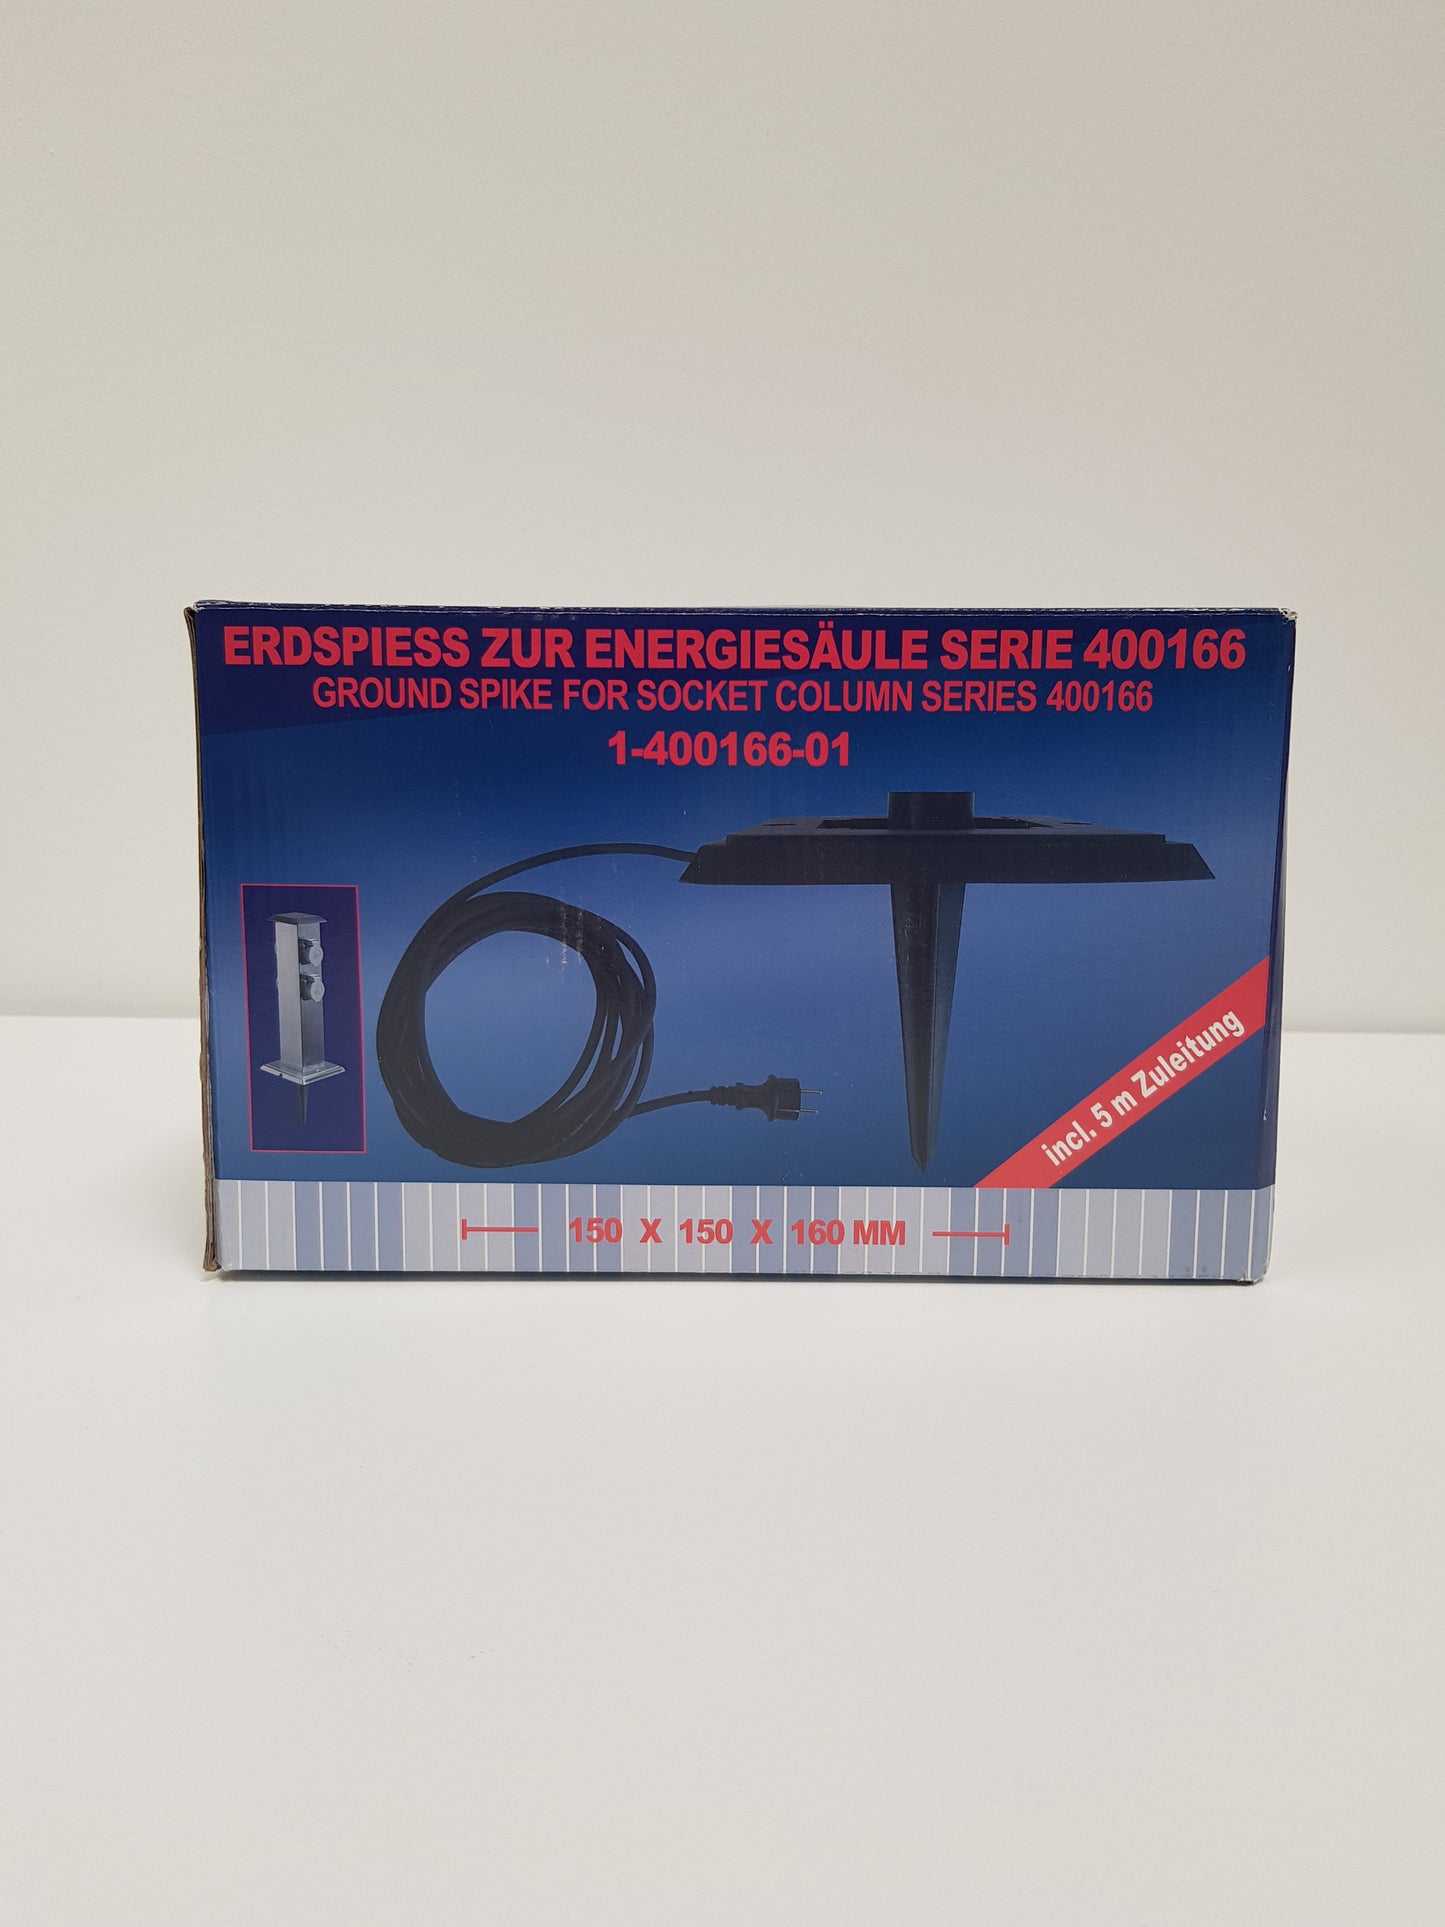 ERDSPIESS ZUR ENERGIESÄULE SERIE 400166
GROUND SPIKE FOR SOCKET COLUMN SERIES 400166
1-400166-01
incl. 5 m Zuleitung
150 X 150 X 160 MM